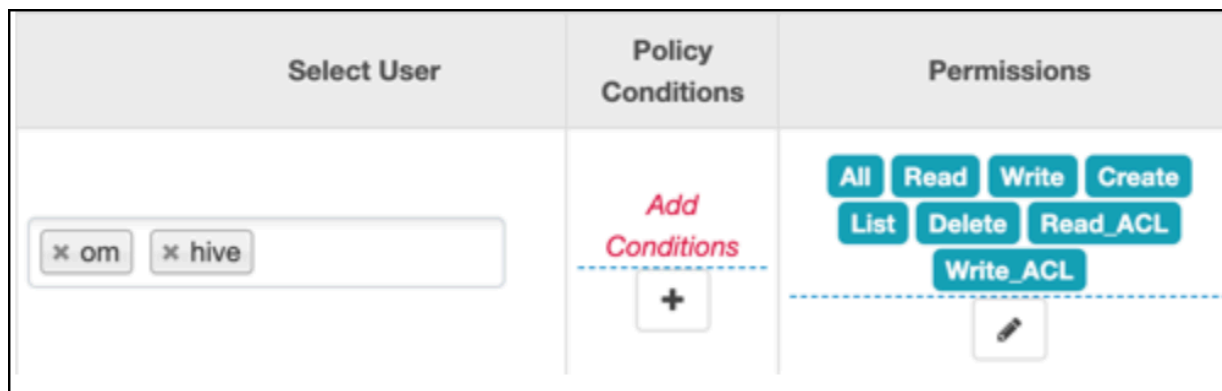 Select User
Policy
Conditions
Permissions
× om × hive
Add
Conditions
+
All Read Write Create
List Delete Read_ACL
Write_ACL